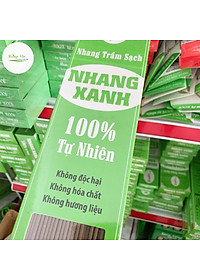 Nhang Trầm Sạch
NHANG
XANH
100%
Tự Nhiên
Không độc hại
Không hóa chất
Không hương liệu